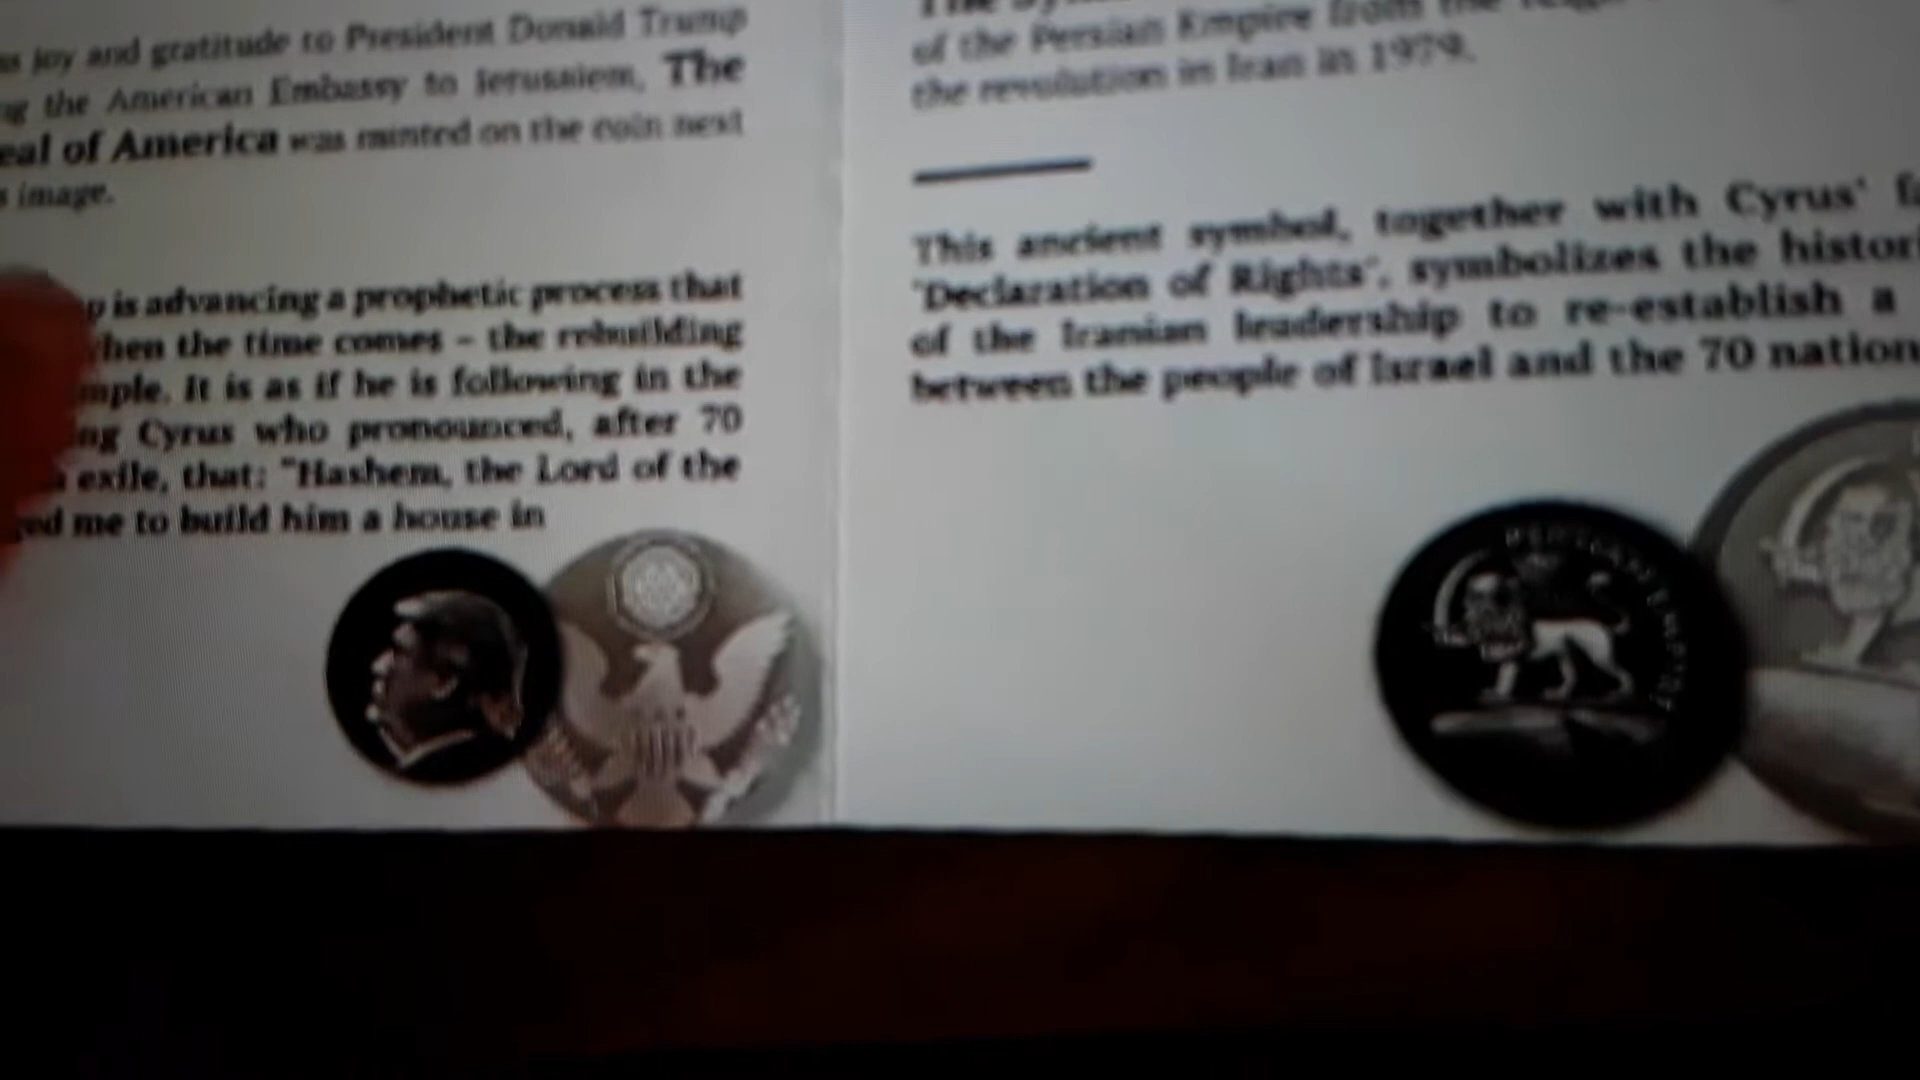 joy and gratitude to President Donald Trump
the American Embassy to Jerusalem, The
eal of America was minted on the coin next
image.
p is advancing a prophetic process that
hen the time comes – the rebuilding
mple. It is as if he is following in the
ng Cyrus who pronounced, after 70
exile, that: "Hashem, the Lord of the
ed me to build him a house in
of the Persian Empire from the reign
the revolution in Iran in 1979.
This ancient symbol, together with Cyrus'
'Declaration of Rights', symbolizes the histori
of the Iranian leadership to re-establish a
between the people of Israel and the 70 nation
PERSIAN EMPIRE